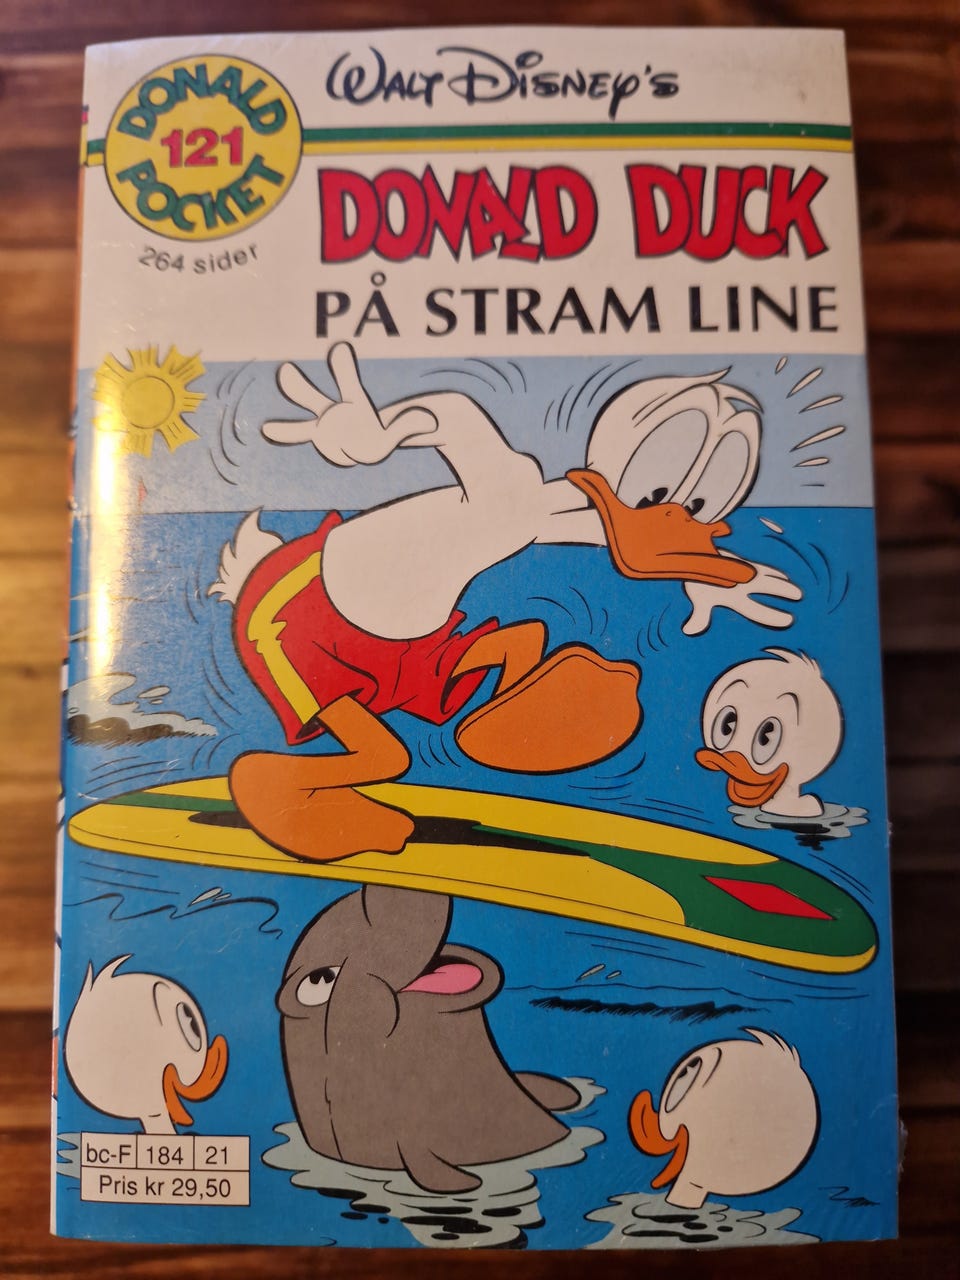 WALT DISNEY'S
DONALD
121
POCKET
264 sider
DONALD DUCK
PÅ STRAM LINE
bc-F 184 21
Pris kr 29,50